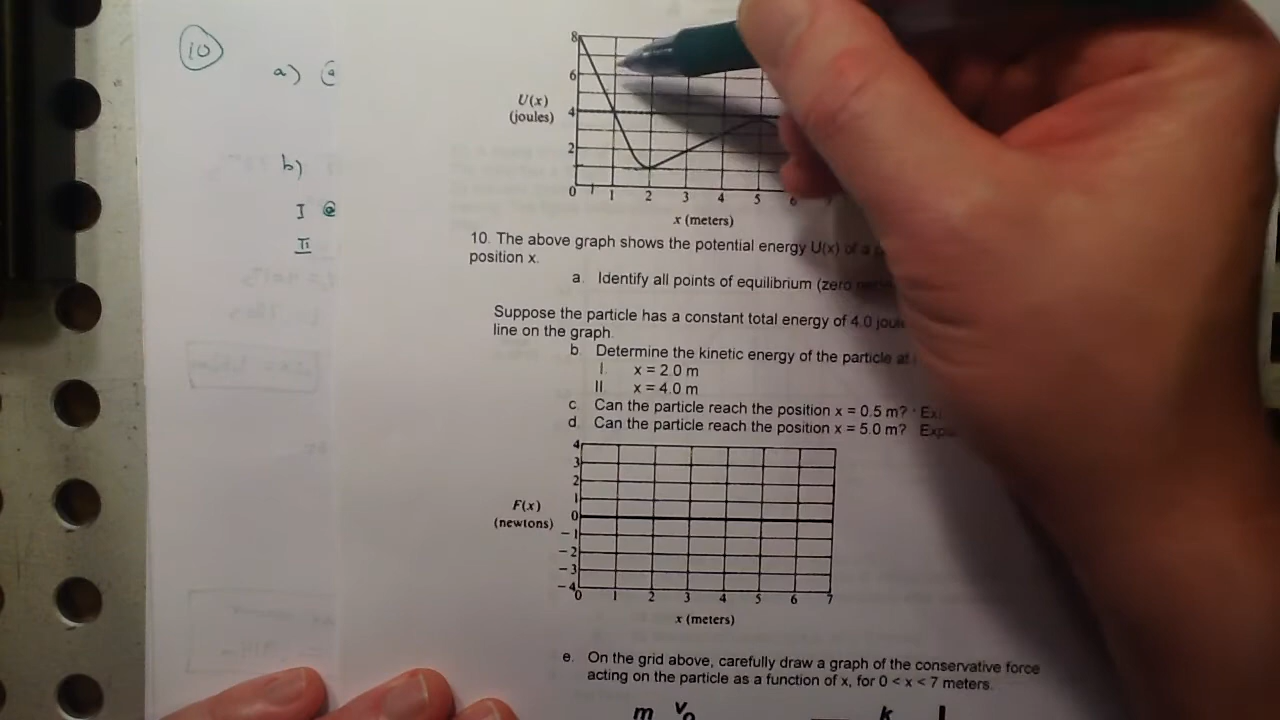 10
a) @
b)
I @
II
8
6
U(x)
(joules) 4
2
0 1 2 3 4 5 6
x (meters)
10. The above graph shows the potential energy U(x) of a
position x.
a. Identify all points of equilibrium (zero
Suppose the particle has a constant total energy of 4.0 joule
line on the graph.
b. Determine the kinetic energy of the particle at
I. x = 2.0 m
II. x = 4.0 m
c. Can the particle reach the position x = 0.5 m?
d. Can the particle reach the position x = 5.0 m?
4
3
2
1
F(x) 0
(newtons) -1
-2
-3
-4
0 1 2 3 4 5 6 7
x (meters)
e. On the grid above, carefully draw a graph of the conservative force
acting on the particle as a function of x, for 0 < x < 7 meters.
m v0 k